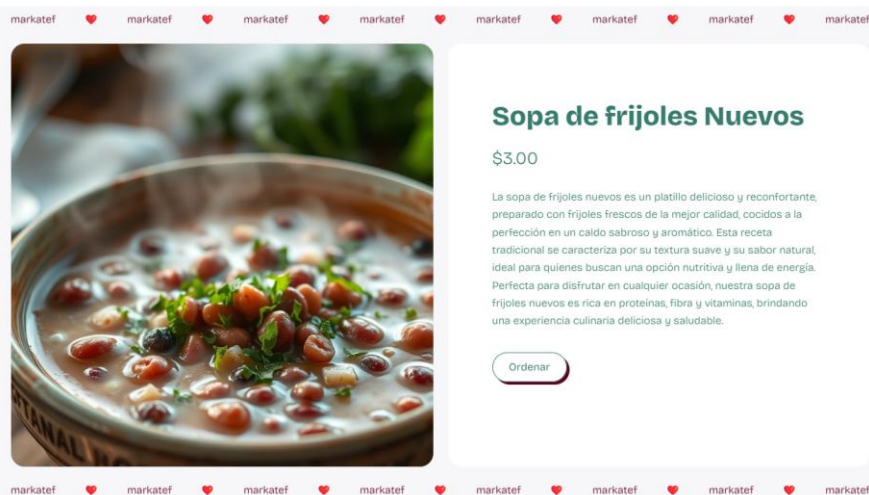 markatef ❤️ markatef ❤️ markatef ❤️ markatef ❤️ markatef ❤️ markatef ❤️ markatef ❤️ markatef
Sopa de frijoles Nuevos
$3.00
La sopa de frijoles nuevos es un platillo delicioso y reconfortante,
preparado con frijoles frescos de la mejor calidad, cocidos a la
perfección en un caldo sabroso y aromático. Esta receta
tradicional se caracteriza por su textura suave y su sabor natural,
ideal para quienes buscan una opción nutritiva y llena de energía.
Perfecta para disfrutar en cualquier ocasión, nuestra sopa de
frijoles nuevos es rica en proteínas, fibra y vitaminas, brindando
una experiencia culinaria deliciosa y saludable.
Ordenar
markatef ❤️ markatef ❤️ markatef ❤️ markatef ❤️ markatef ❤️ markatef ❤️ markatef ❤️ markatef